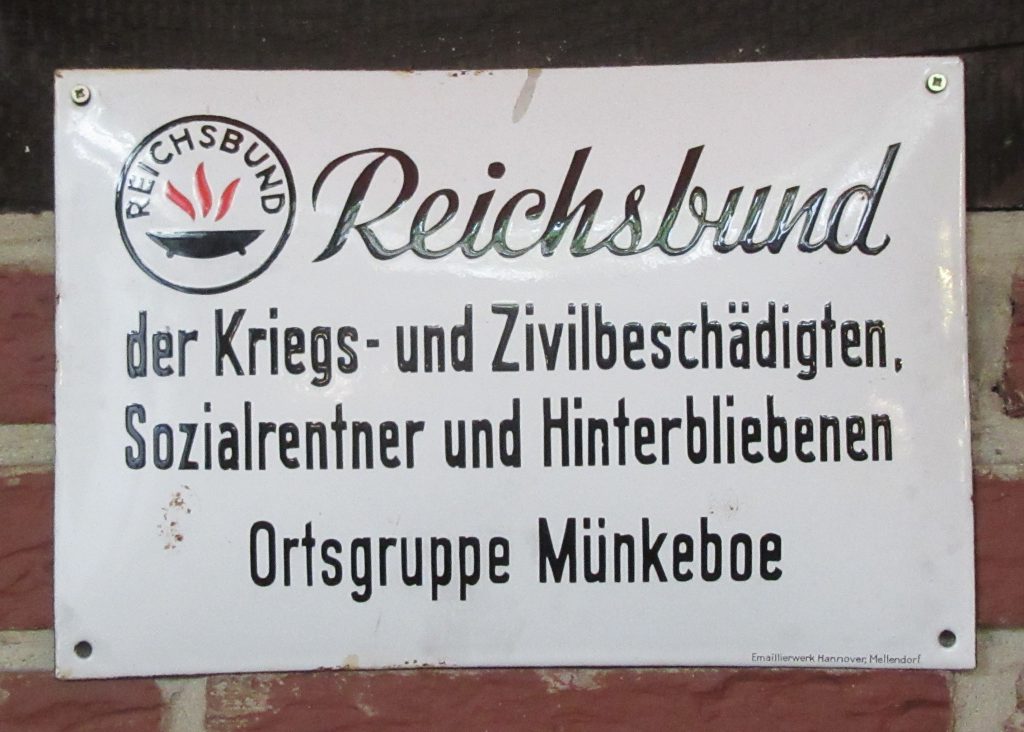 REICHSBUND
Reichsbund
der Kriegs- und Zivilbeschädigten,
Sozialrentner und Hinterbliebenen
Ortsgruppe Münkeboe
Emaillierwerk Hannover, Mellendorf